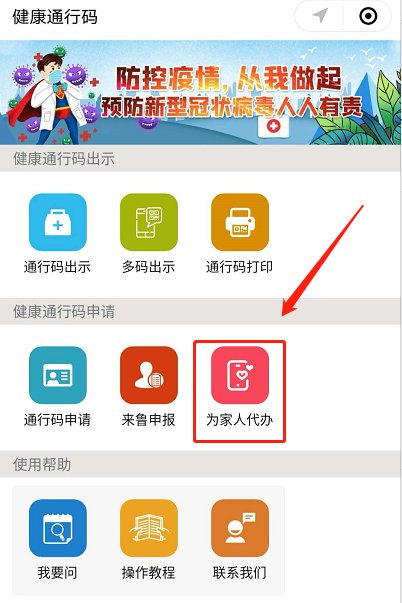 健康通行码
防控疫情,从我做起
预防新型冠状病毒人人有责
健康通行码出示
通行码出示
多码出示
通行码打印
健康通行码申请
通行码申请
来鲁申报
为家人代办
使用帮助
我要问
操作教程
联系我们